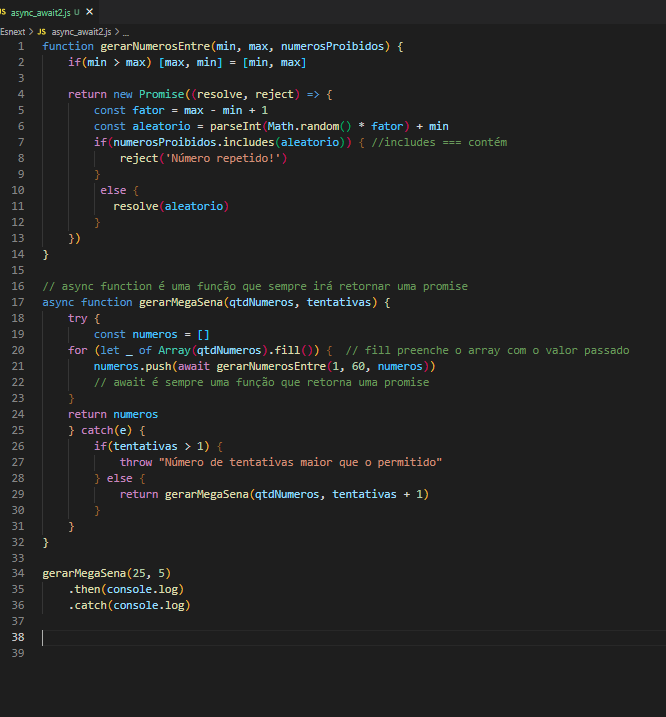 JS async_await2.js U ×
Esnext > JS async_await2.js > ...
1 function gerarNumerosEntre(min, max, numerosProibidos) {
2     if(min > max) [max, min] = [min, max]
3
4     return new Promise((resolve, reject) => {
5         const fator = max - min + 1
6         const aleatorio = parseInt(Math.random() * fator) + min
7         if(numerosProibidos.includes(aleatorio)) { //includes === contém
8             reject('Número repetido!')
9         }
10          else {
11            resolve(aleatorio)
12         }
13     })
14 }
15
16 // async function é uma função que sempre irá retornar uma promise
17 async function gerarMegaSena(qtdNumeros, tentativas) {
18     try {
19         const numeros = []
20     for (let _ of Array(qtdNumeros).fill()) {  // fill preenche o array com o valor passado
21         numeros.push(await gerarNumerosEntre(1, 60, numeros))
22         // await é sempre uma função que retorna uma promise
23     }
24     return numeros
25     } catch(e) {
26         if(tentativas > 1) {
27             throw "Número de tentativas maior que o permitido"
28         } else {
29             return gerarMegaSena(qtdNumeros, tentativas + 1)
30         }
31     }
32 }
33
34 gerarMegaSena(25, 5)
35     .then(console.log)
36     .catch(console.log)
37
38
39